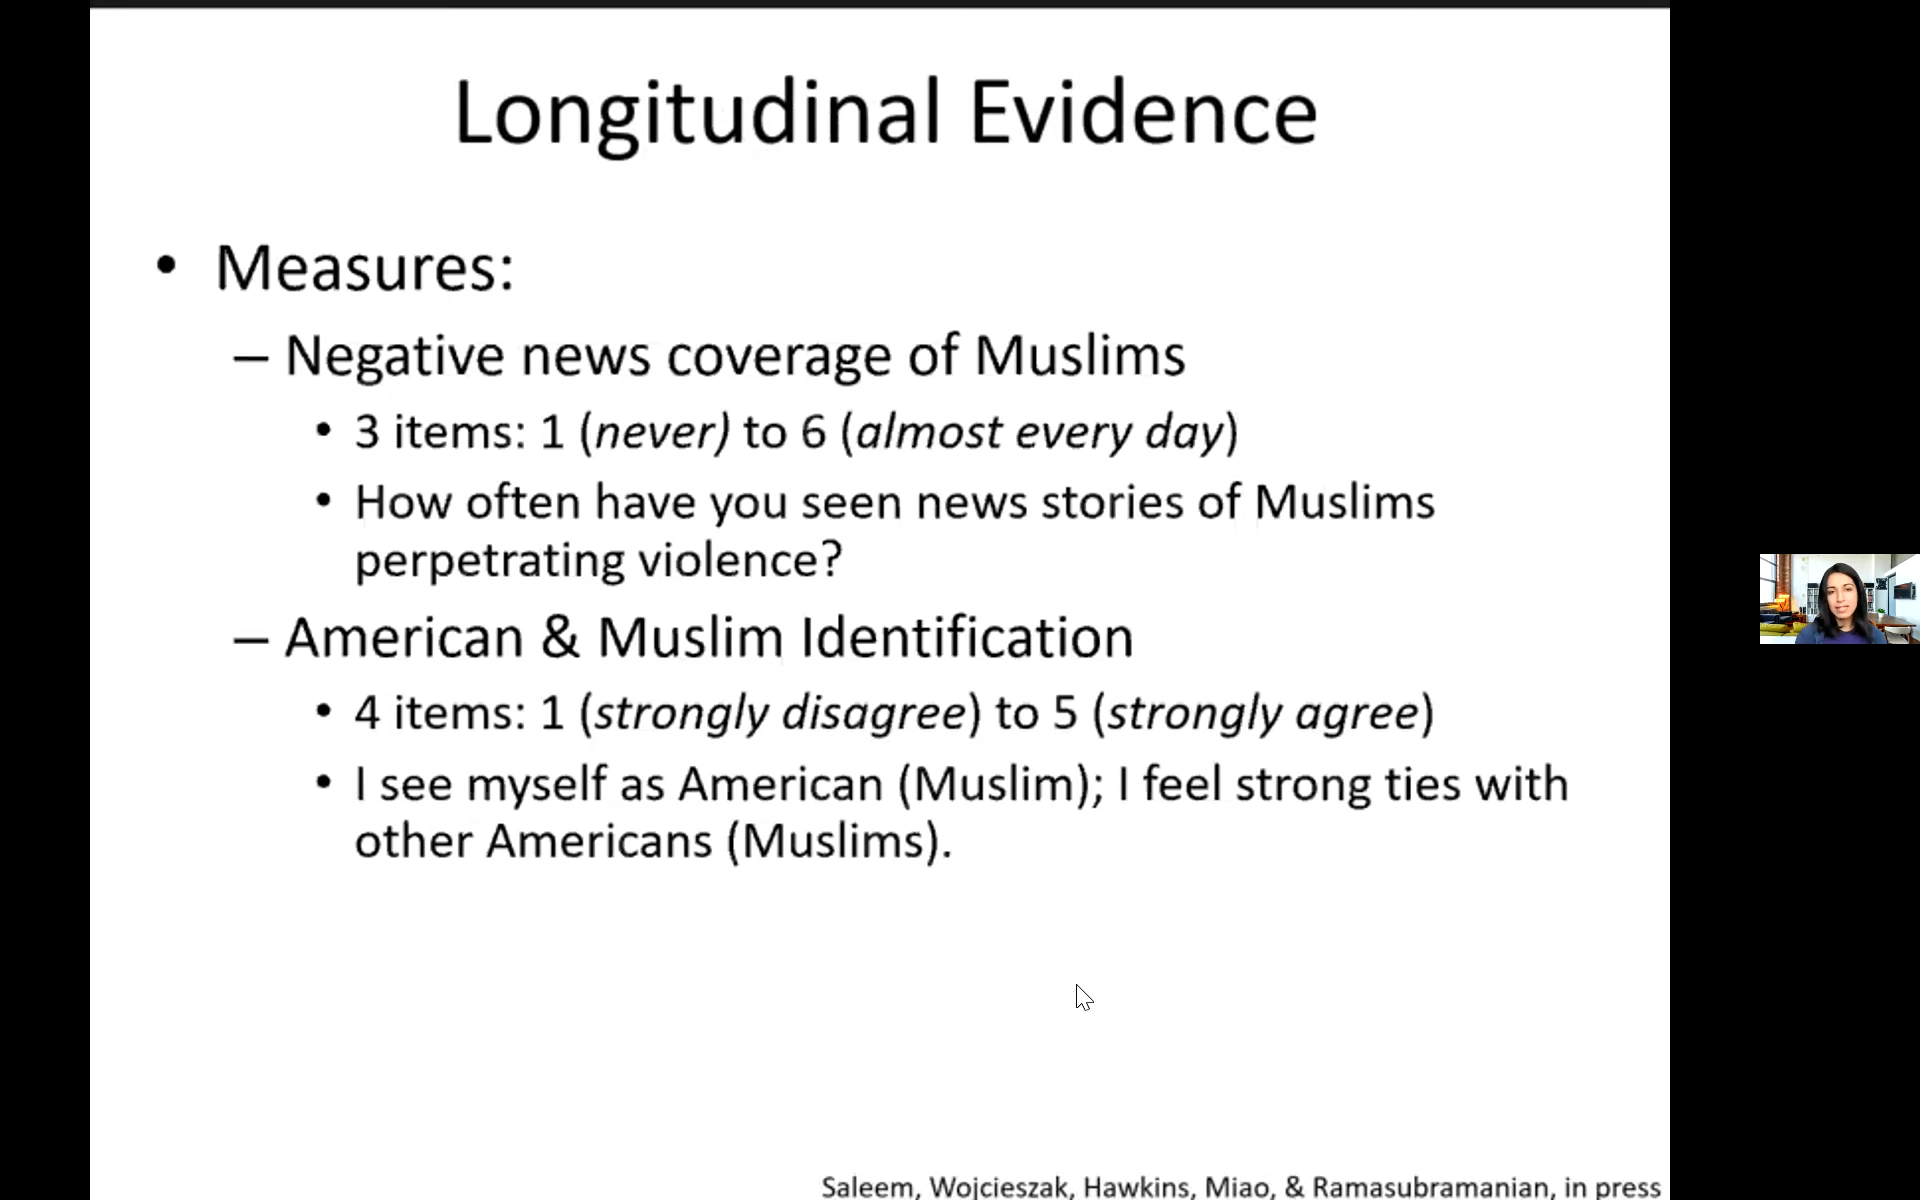 Longitudinal Evidence
• Measures:
– Negative news coverage of Muslims
• 3 items: 1 (never) to 6 (almost every day)
• How often have you seen news stories of Muslims
perpetrating violence?
– American & Muslim Identification
• 4 items: 1 (strongly disagree) to 5 (strongly agree)
• I see myself as American (Muslim); I feel strong ties with
other Americans (Muslims).
Saleem, Wojcieszak, Hawkins, Miao, & Ramasubramanian, in press